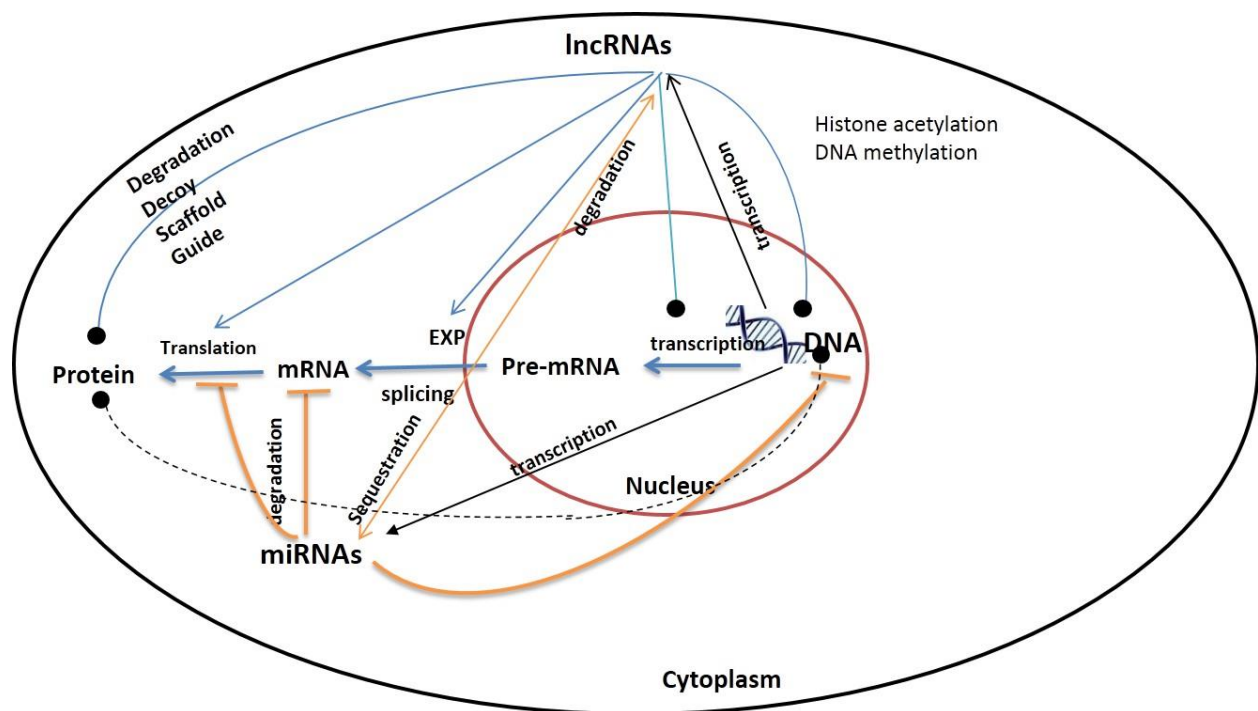 lncRNAs
Histone acetylation
DNA methylation
Degradation
Decoy
Scaffold
Guide
degradation
transcription
EXP
Translation
transcription
DNA
Protein
mRNA
Pre-mRNA
splicing
transcription
Sequestration
degradation
Nucleus
miRNAs
Cytoplasm